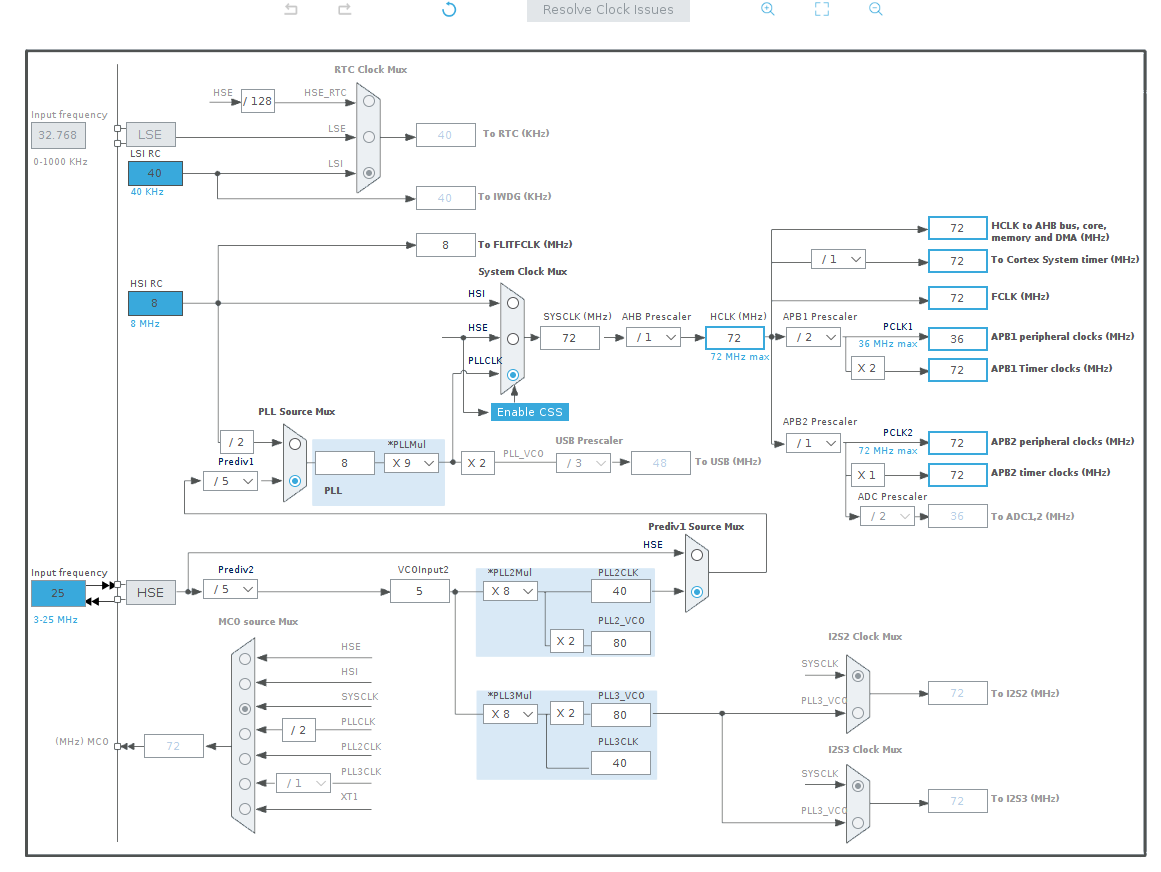 Resolve Clock Issues
RTC Clock Mux
HSE
/ 128
HSE_RTC
Input frequency
32.768
0-1000 KHz
LSE
LSE
40
To RTC (KHz)
LSI RC
40
40 KHz
LSI
40
To IWDG (KHz)
8
To FLITFCLK (MHz)
HSI RC
8
8 MHz
System Clock Mux
HSI
HSE
PLLCLK
Enable CSS
SYSCLK (MHz)
72
AHB Prescaler
/ 1
HCLK (MHz)
72
72 MHz max
72
HCLK to AHB bus, core,
memory and DMA (MHz)
/ 1
72
To Cortex System timer (MHz)
72
FCLK (MHz)
APB1 Prescaler
/ 2
PCLK1
36 MHz max
36
APB1 peripheral clocks (MHz)
X 2
72
APB1 Timer clocks (MHz)
APB2 Prescaler
/ 1
PCLK2
72 MHz max
72
APB2 peripheral clocks (MHz)
X 1
72
APB2 timer clocks (MHz)
ADC Prescaler
/ 2
36
To ADC1,2 (MHz)
PLL Source Mux
/ 2
Prediv1
/ 5
8
*PLLMul
X 9
PLL
X 2
PLL_VCO
USB Prescaler
/ 3
48
To USB (MHz)
Prediv1 Source Mux
HSE
Input frequency
25
3-25 MHz
HSE
Prediv2
/ 5
VCOInput2
5
*PLL2Mul
X 8
PLL2CLK
40
X 2
PLL2_VCO
80
*PLL3Mul
X 8
X 2
PLL3_VCO
80
PLL3CLK
40
MCO source Mux
HSE
HSI
SYSCLK
PLLCLK
/ 2
PLL2CLK
PLL3CLK
/ 1
XT1
(MHz) MCO
72
I2S2 Clock Mux
SYSCLK
PLL3_VCO
72
To I2S2 (MHz)
I2S3 Clock Mux
SYSCLK
PLL3_VCO
72
To I2S3 (MHz)